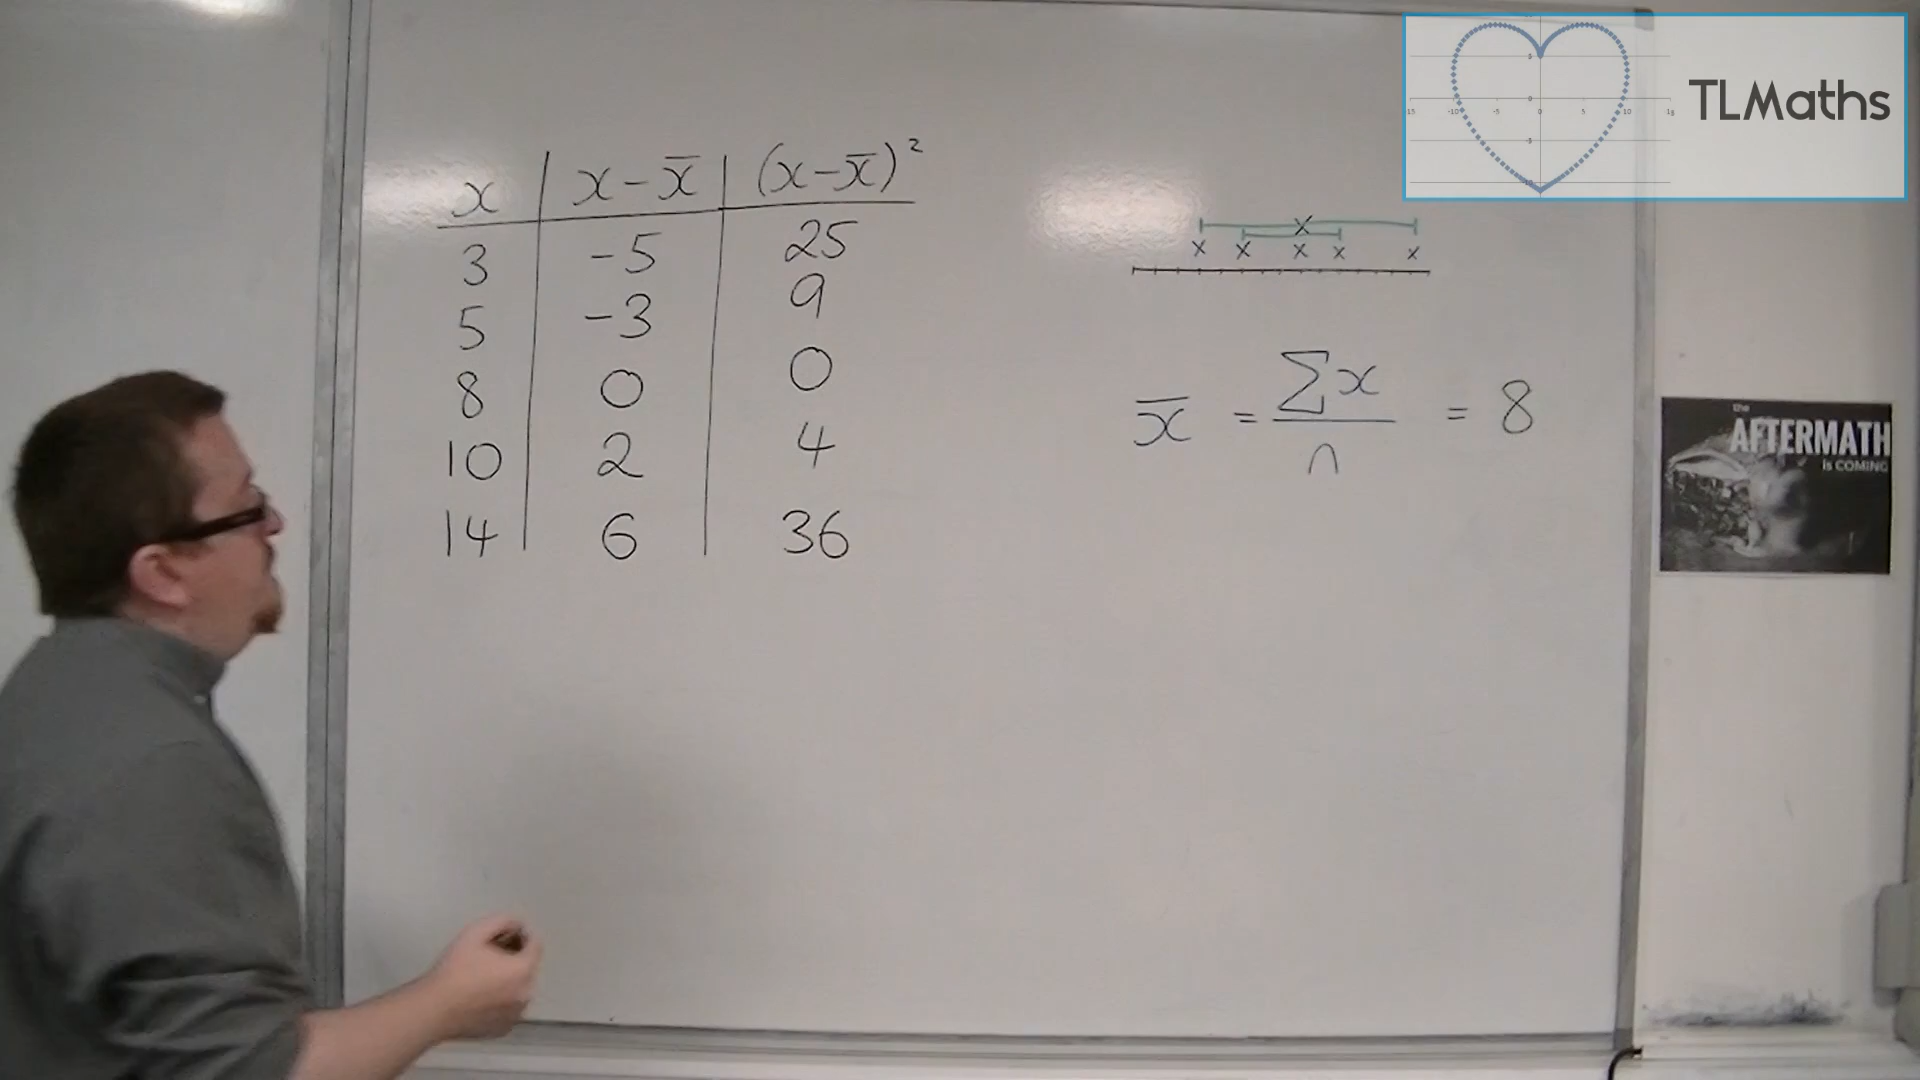 x | x - x̄ | (x - x̄)²
3 | -5 | 25
5 | -3 | 9
8 | 0 | 0
10 | 2 | 4
14 | 6 | 36
x x x x x x
x̄ = Σx / n = 8
TLMaths
the
AFTERMATH
is COMING